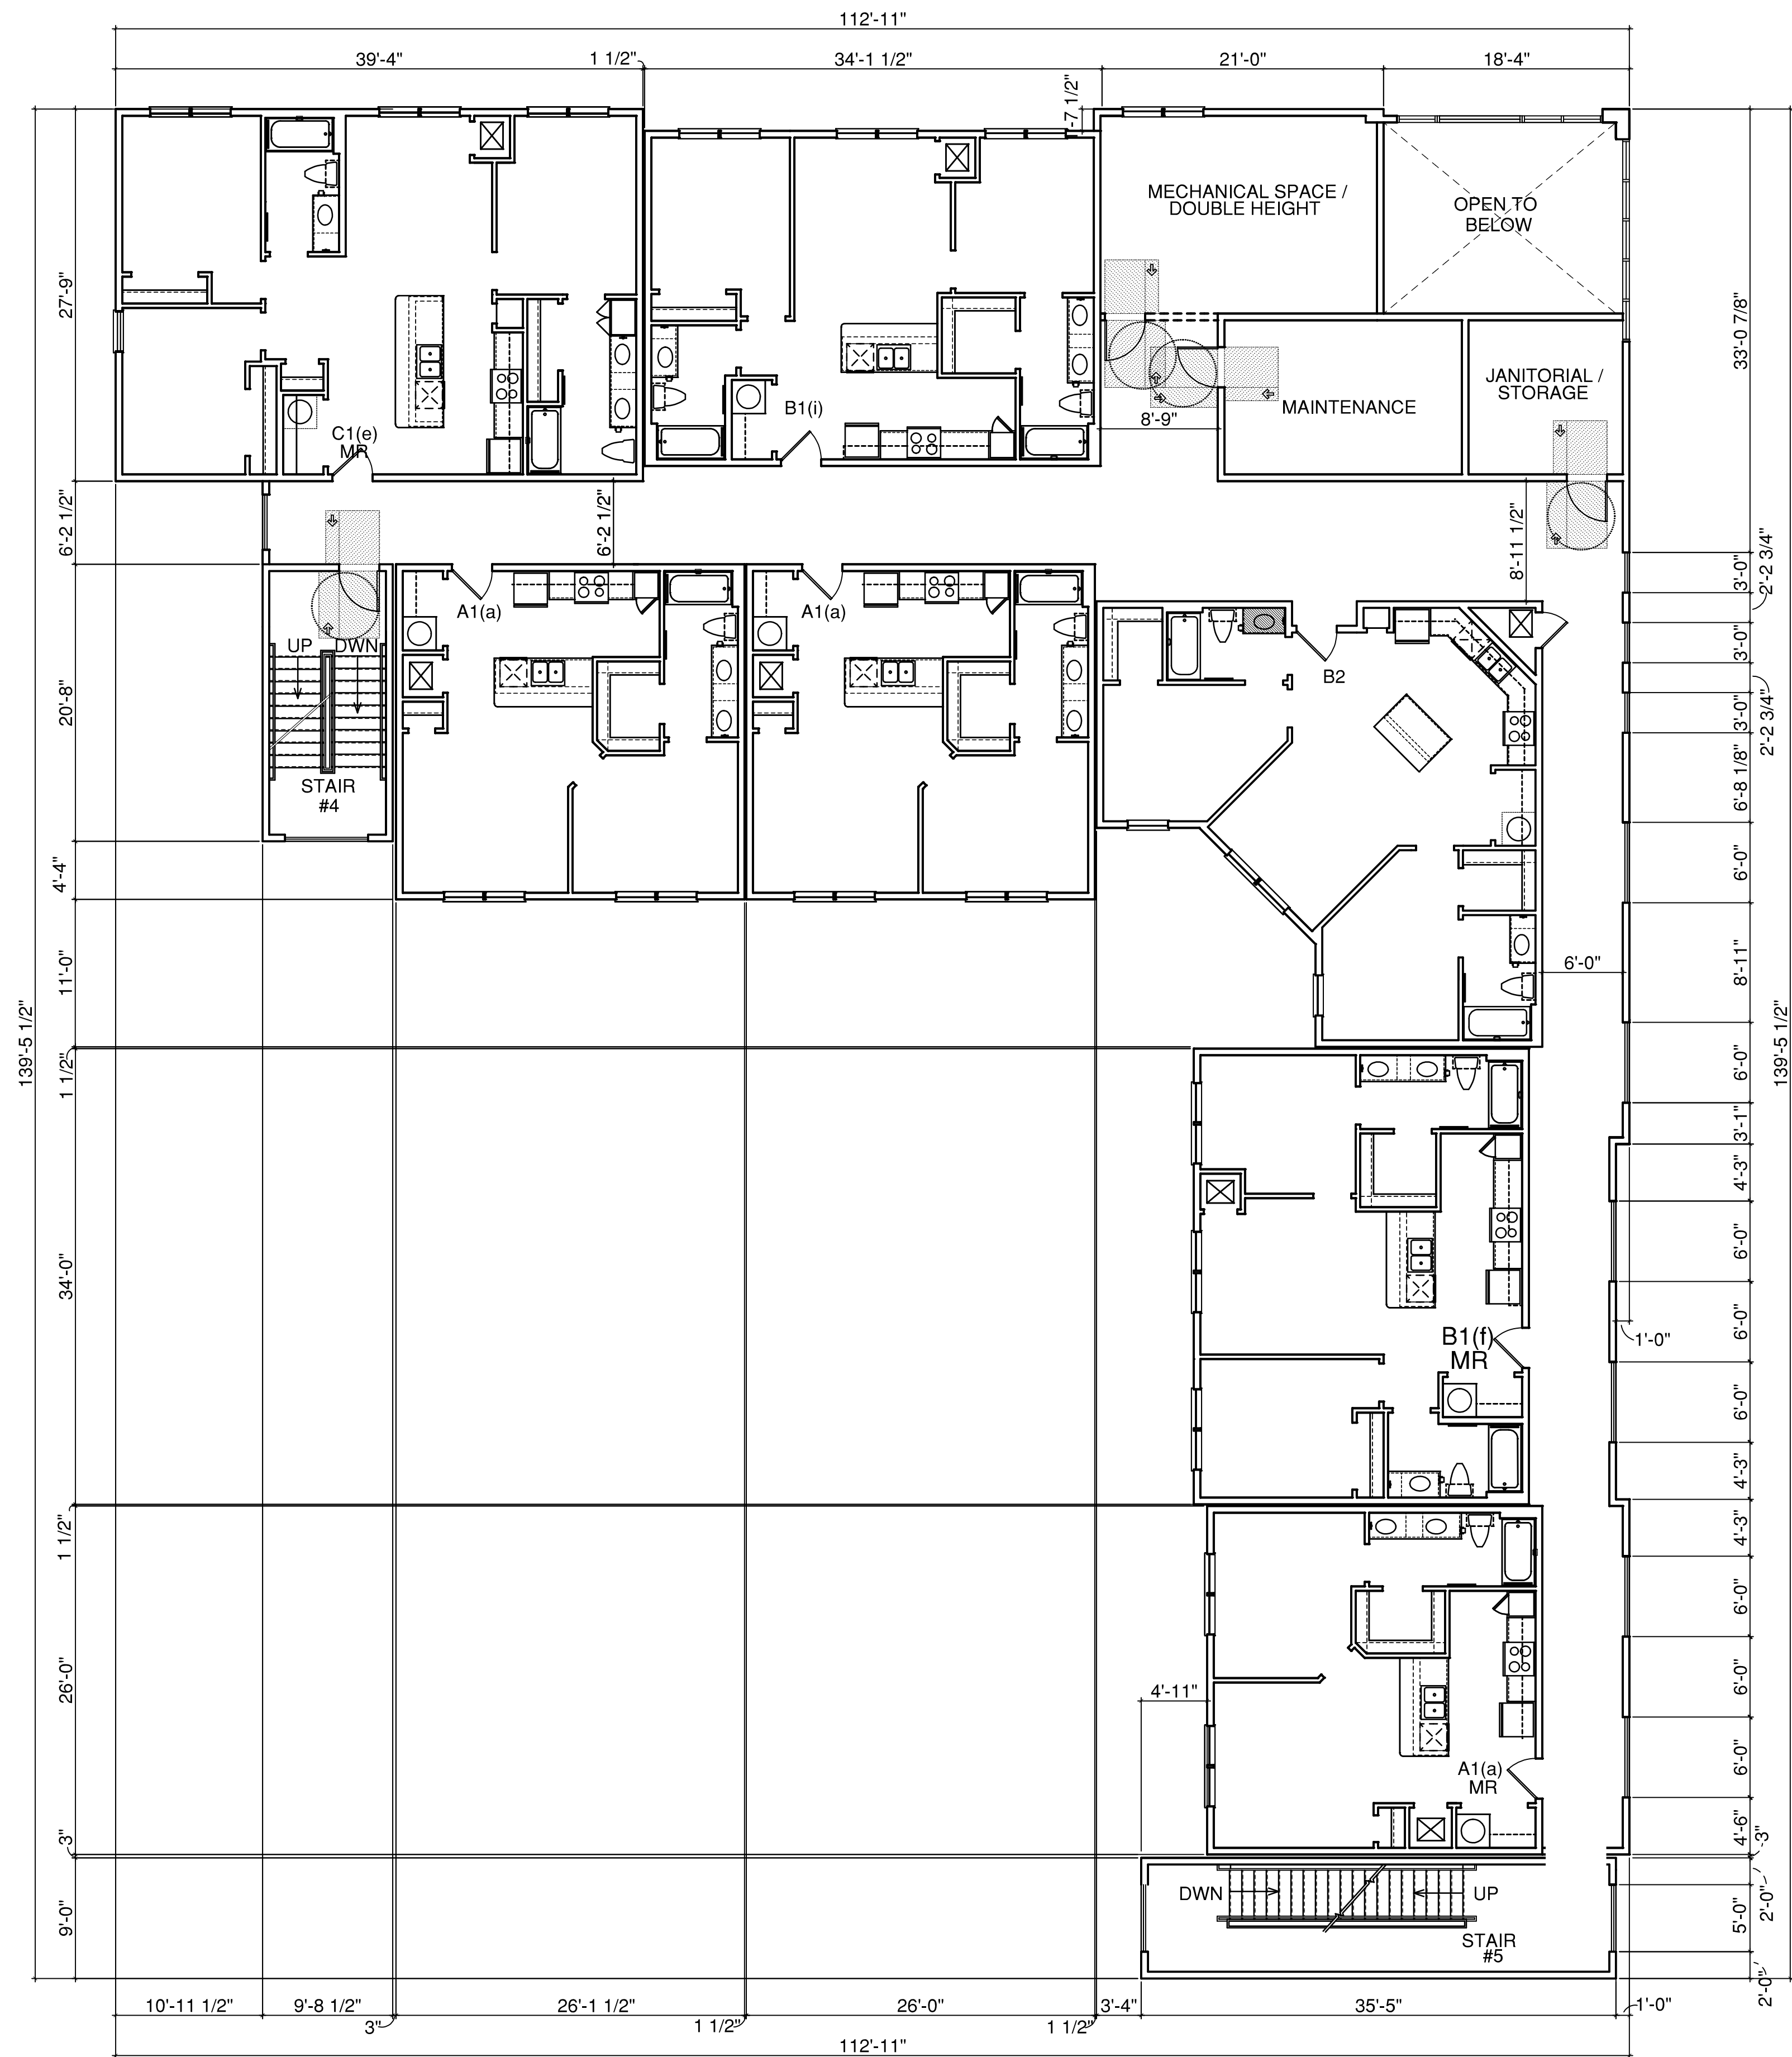 112'-11"
39'-4"
1 1/2"
34'-1 1/2"
21'-0"
18'-4"
-7 1/2"
MECHANICAL SPACE /
DOUBLE HEIGHT
OPEN TO
BELOW
27'-9"
33'-0 7/8"
JANITORIAL /
STORAGE
MAINTENANCE
8'-9"
B1(i)
C1(e)
MR
6'-2 1/2"
6'-2 1/2"
8'-11 1/2"
3'-0"
2'-2 3/4"
A1(a)
A1(a)
UP
DWN
B2
3'-0"
20'-8"
3'-0"
2'-2 3/4"
STAIR
#4
6'-8 1/8"
4'-4"
6'-0"
11'-0"
6'-0"
8'-11"
139'-5 1/2"
139'-5 1/2"
1 1/2"
6'-0"
3'-1"
4'-3"
34'-0"
6'-0"
B1(f)
MR
6'-0"
1'-0"
6'-0"
4'-3"
1 1/2"
4'-3"
6'-0"
26'-0"
4'-11"
6'-0"
A1(a)
MR
6'-0"
3"
4'-6"
3"
DWN
UP
9'-0"
5'-0"
2'-0"
STAIR
#5
2'-0"
10'-11 1/2"
9'-8 1/2"
26'-1 1/2"
26'-0"
3'-4"
35'-5"
1'-0"
3"
1 1/2"
1 1/2"
112'-11"